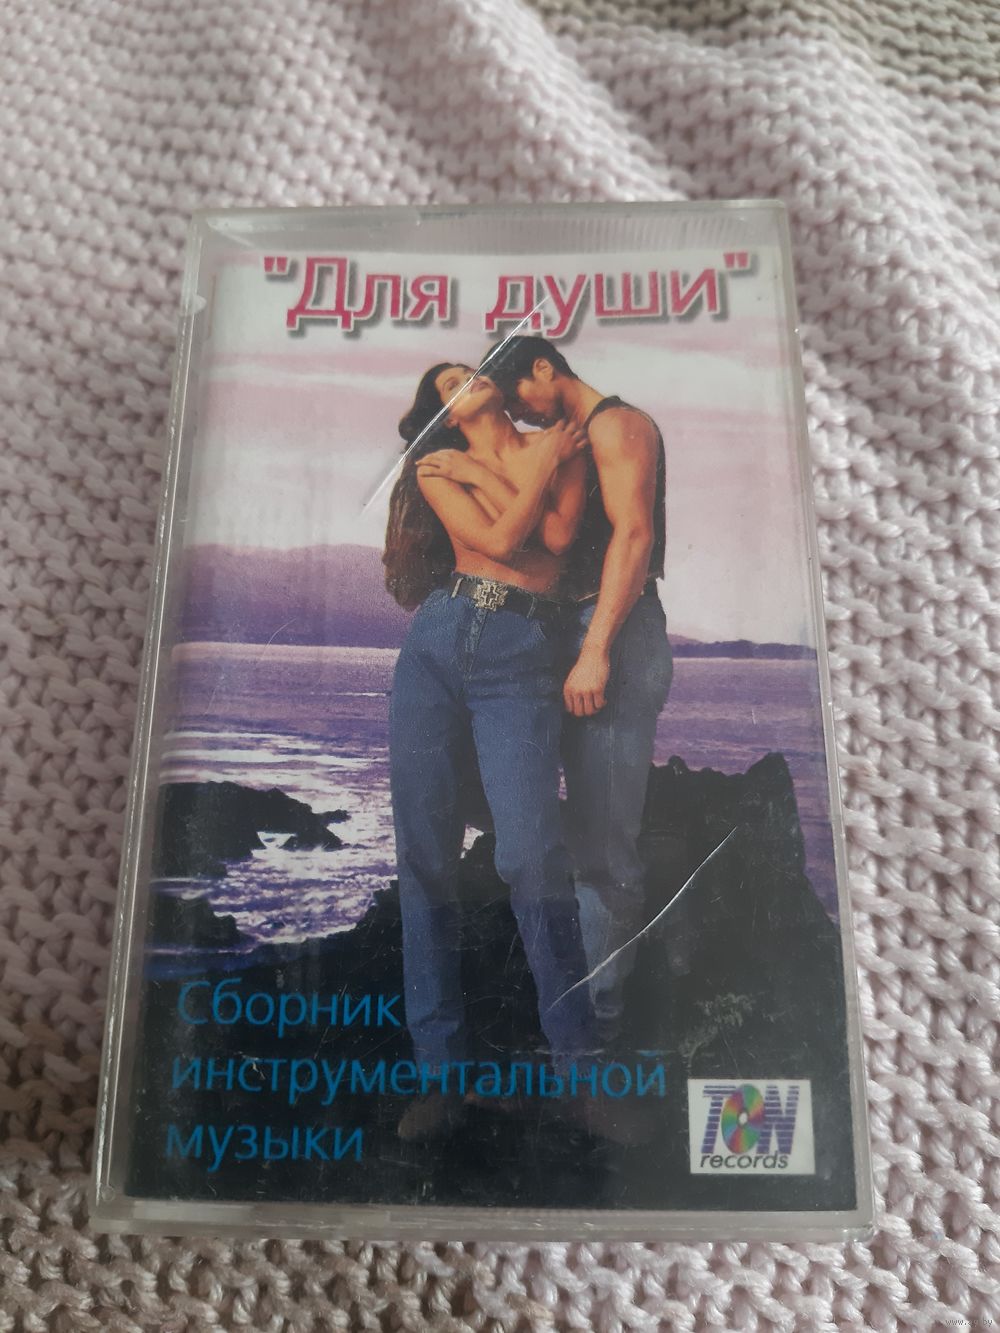 "Для души"
Сборник
инструментальной
музыки
TON
records